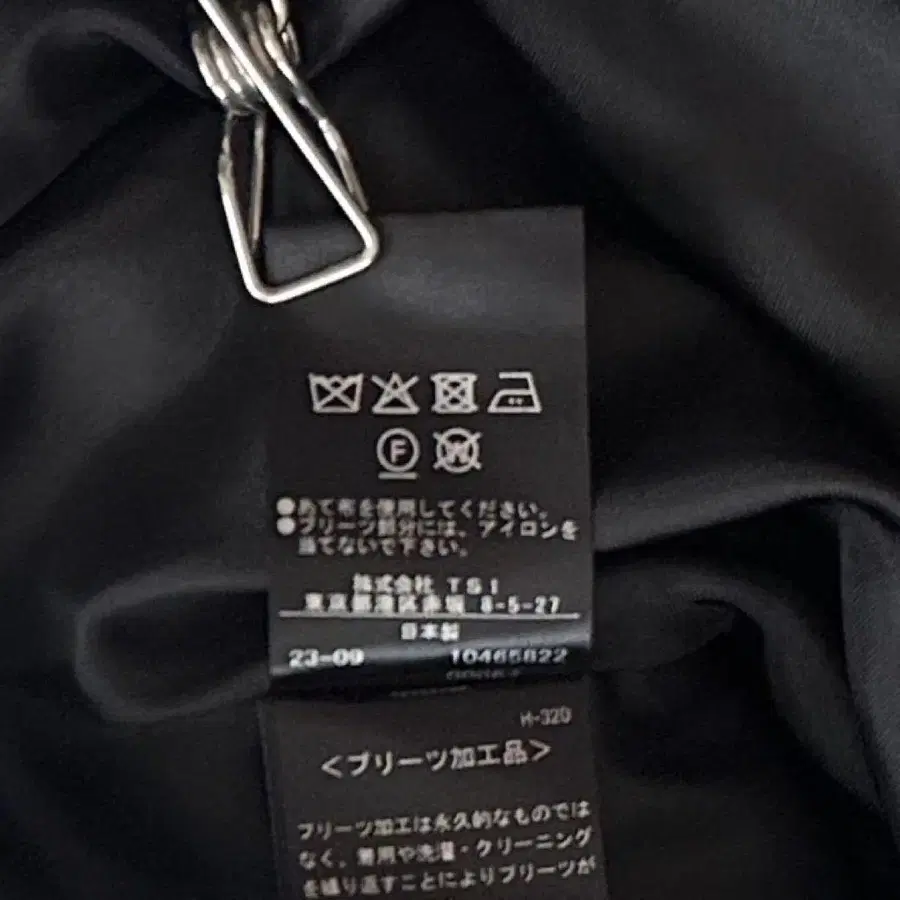 F
W
●あて布を使用してください。
●プリーツ部分には、アイロンを
当てないで下さい。
株式会社 TSI
東京都港区赤坂 8-5-27
日本製
23-09 10465822
H-320
<プリーツ加工品>
プリーツ加工は永久的なものでは
なく、着用や洗濯・クリーニング
を繰り返すことによりプリーツが